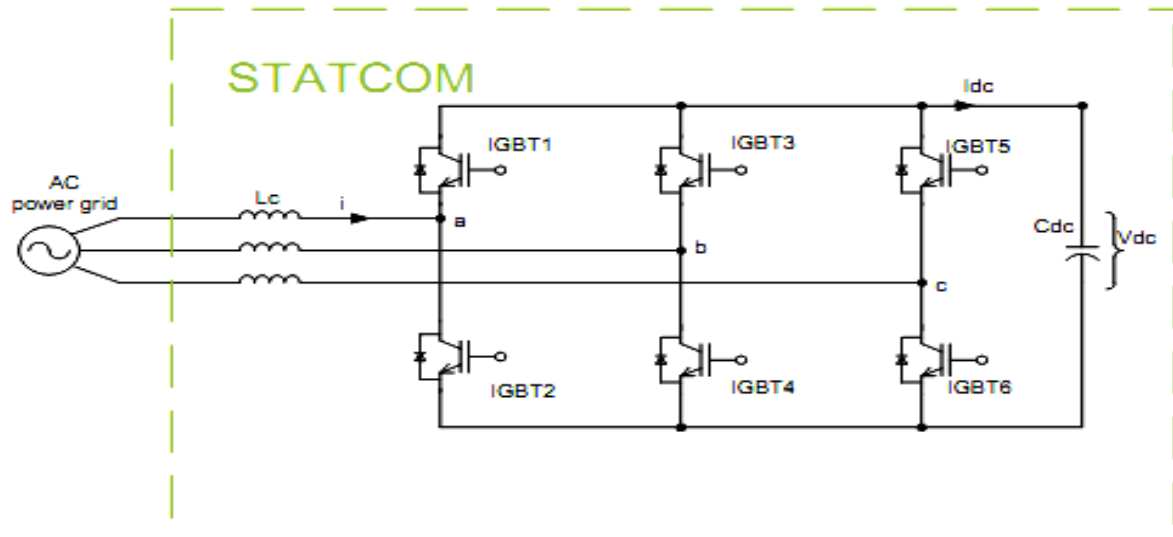 STATCOM
Idc
IGBT1
IGBT3
IGBT5
AC
power grid
Lc
i
a
b
c
Cdc
Vdc
IGBT2
IGBT4
IGBT6